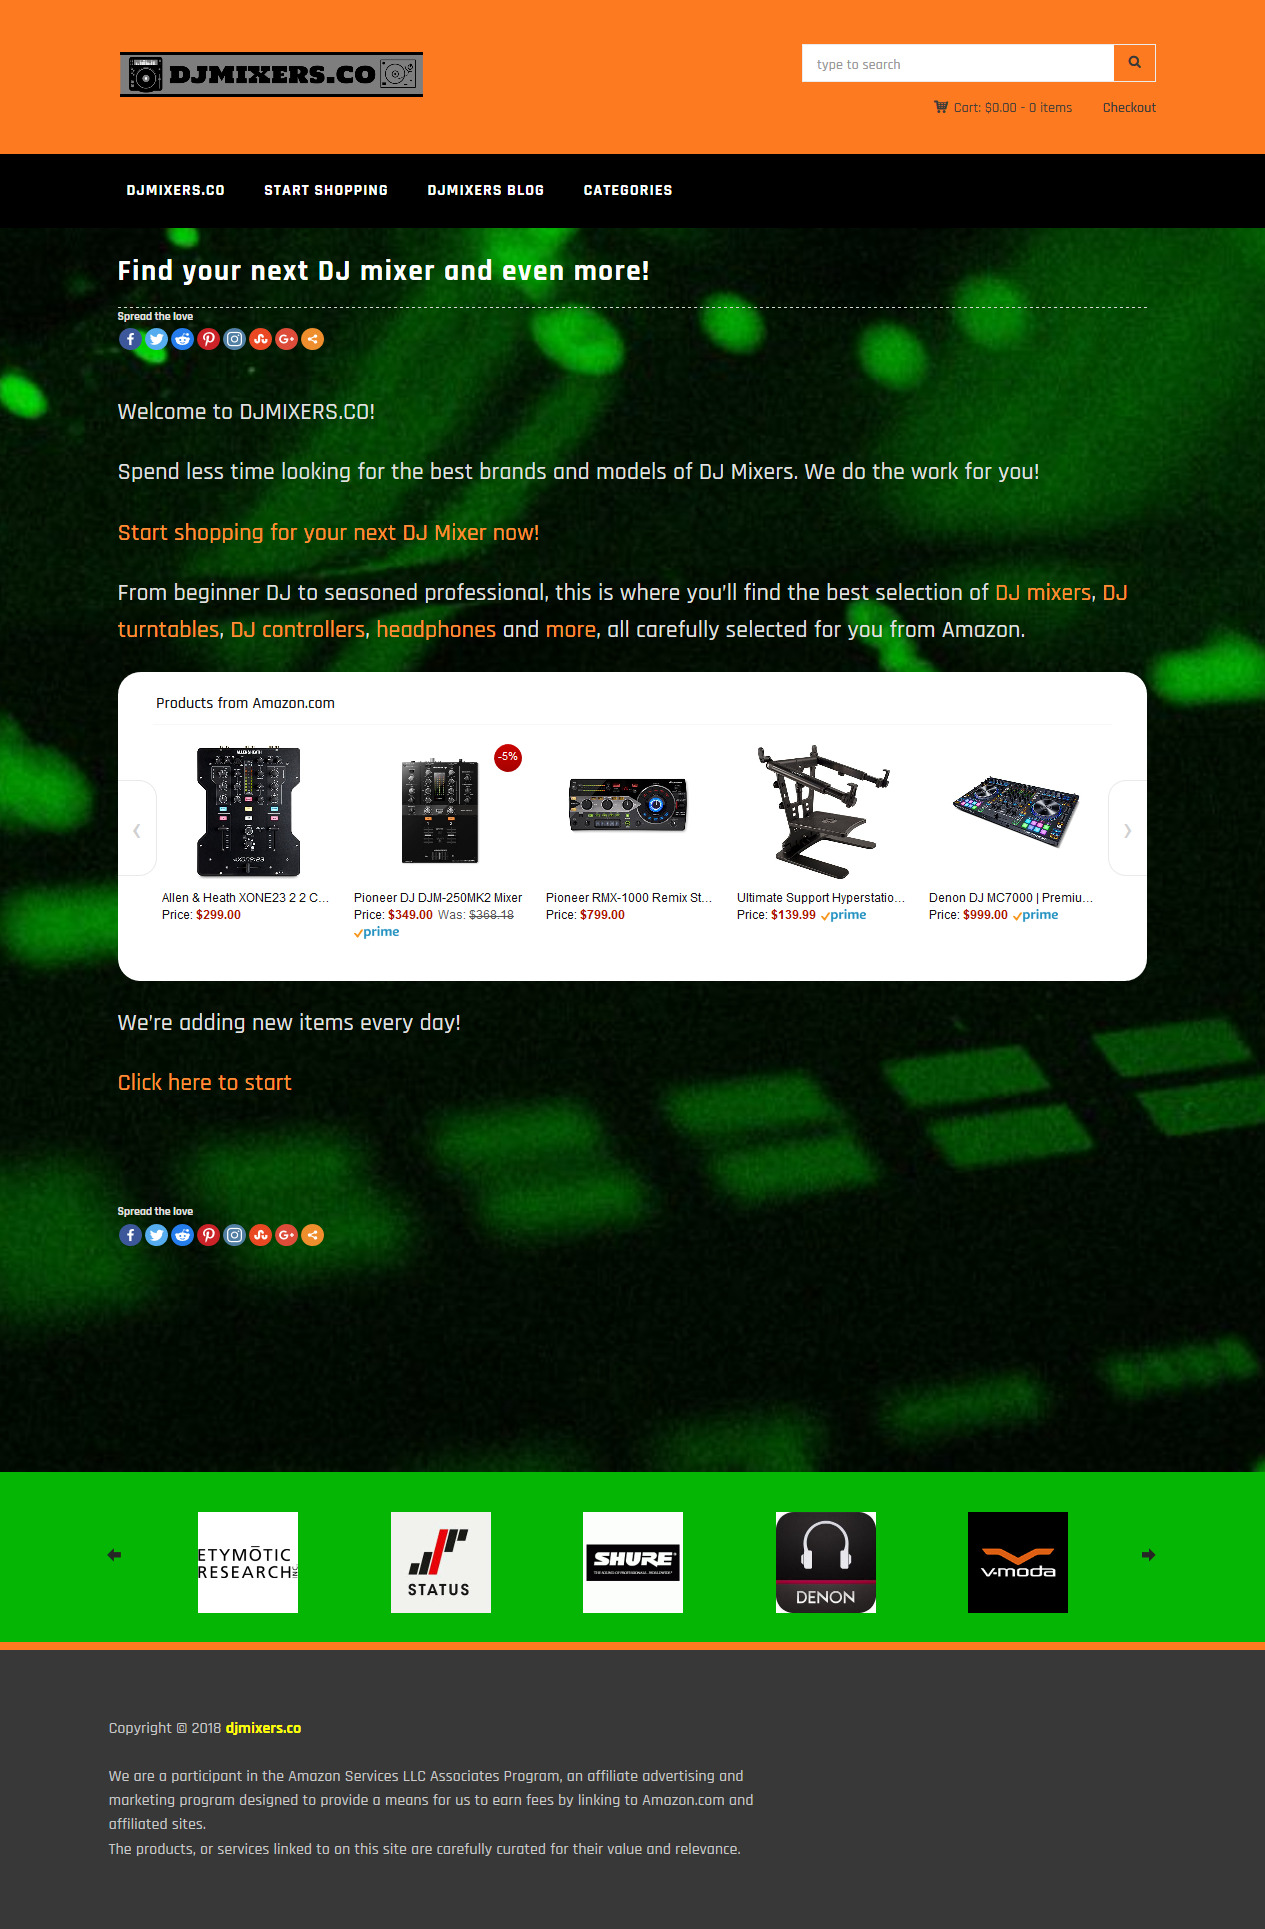 DJMIXERS.CO
type to search
Cart: $0.00 - 0 items
Checkout
DJMIXERS.CO
START SHOPPING
DJMIXERS BLOG
CATEGORIES
Find your next DJ mixer and even more!
Spread the love
Welcome to DJMIXERS.CO!
Spend less time looking for the best brands and models of DJ Mixers. We do the work for you!
Start shopping for your next DJ Mixer now!
From beginner DJ to seasoned professional, this is where you'll find the best selection of DJ mixers, DJ
turntables, DJ controllers, headphones and more, all carefully selected for you from Amazon.
Products from Amazon.com
-5%
Allen & Heath XONE23 2 2 C...
Price: $299.00
Pioneer DJ DJM-250MK2 Mixer
Price: $349.00 Was: $368.18
prime
Pioneer RMX-1000 Remix St...
Price: $799.00
Ultimate Support Hyperstatio...
Price: $139.99 prime
Denon DJ MC7000 | Premiu...
Price: $999.00 prime
We're adding new items every day!
Click here to start
Spread the love
ETYMŌTIC
RESEARCH INC
STATUS
SHURE
THE SOUND OF PROFESSIONALS...WORLDWIDE
DENON
v-moda
Copyright © 2018 djmixers.co
We are a participant in the Amazon Services LLC Associates Program, an affiliate advertising and
marketing program designed to provide a means for us to earn fees by linking to Amazon.com and
affiliated sites.
The products, or services linked to on this site are carefully curated for their value and relevance.